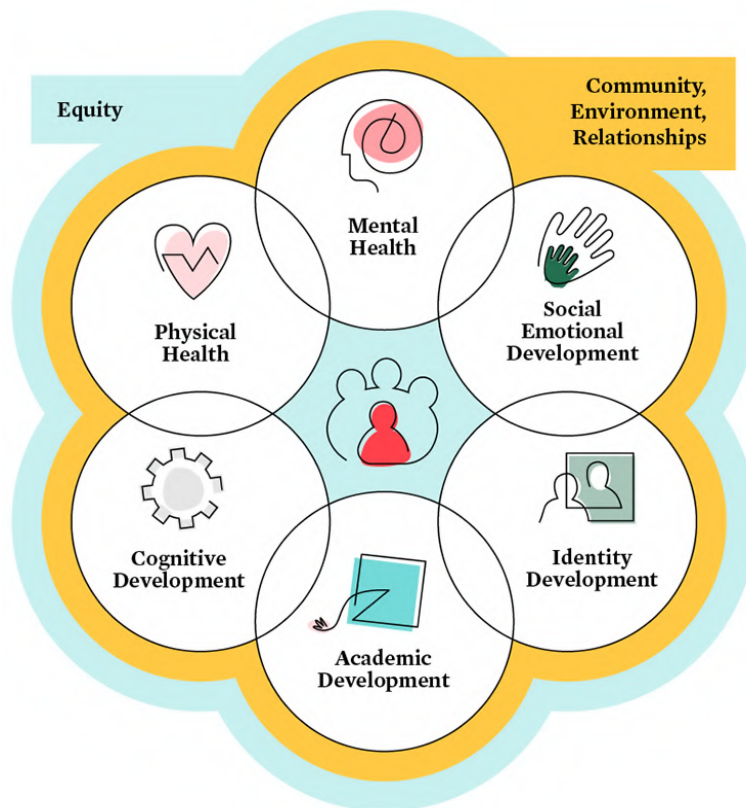 Equity
Community,
Environment,
Relationships
Mental
Health
Physical
Health
Social
Emotional
Development
Cognitive
Development
Identity
Development
Academic
Development